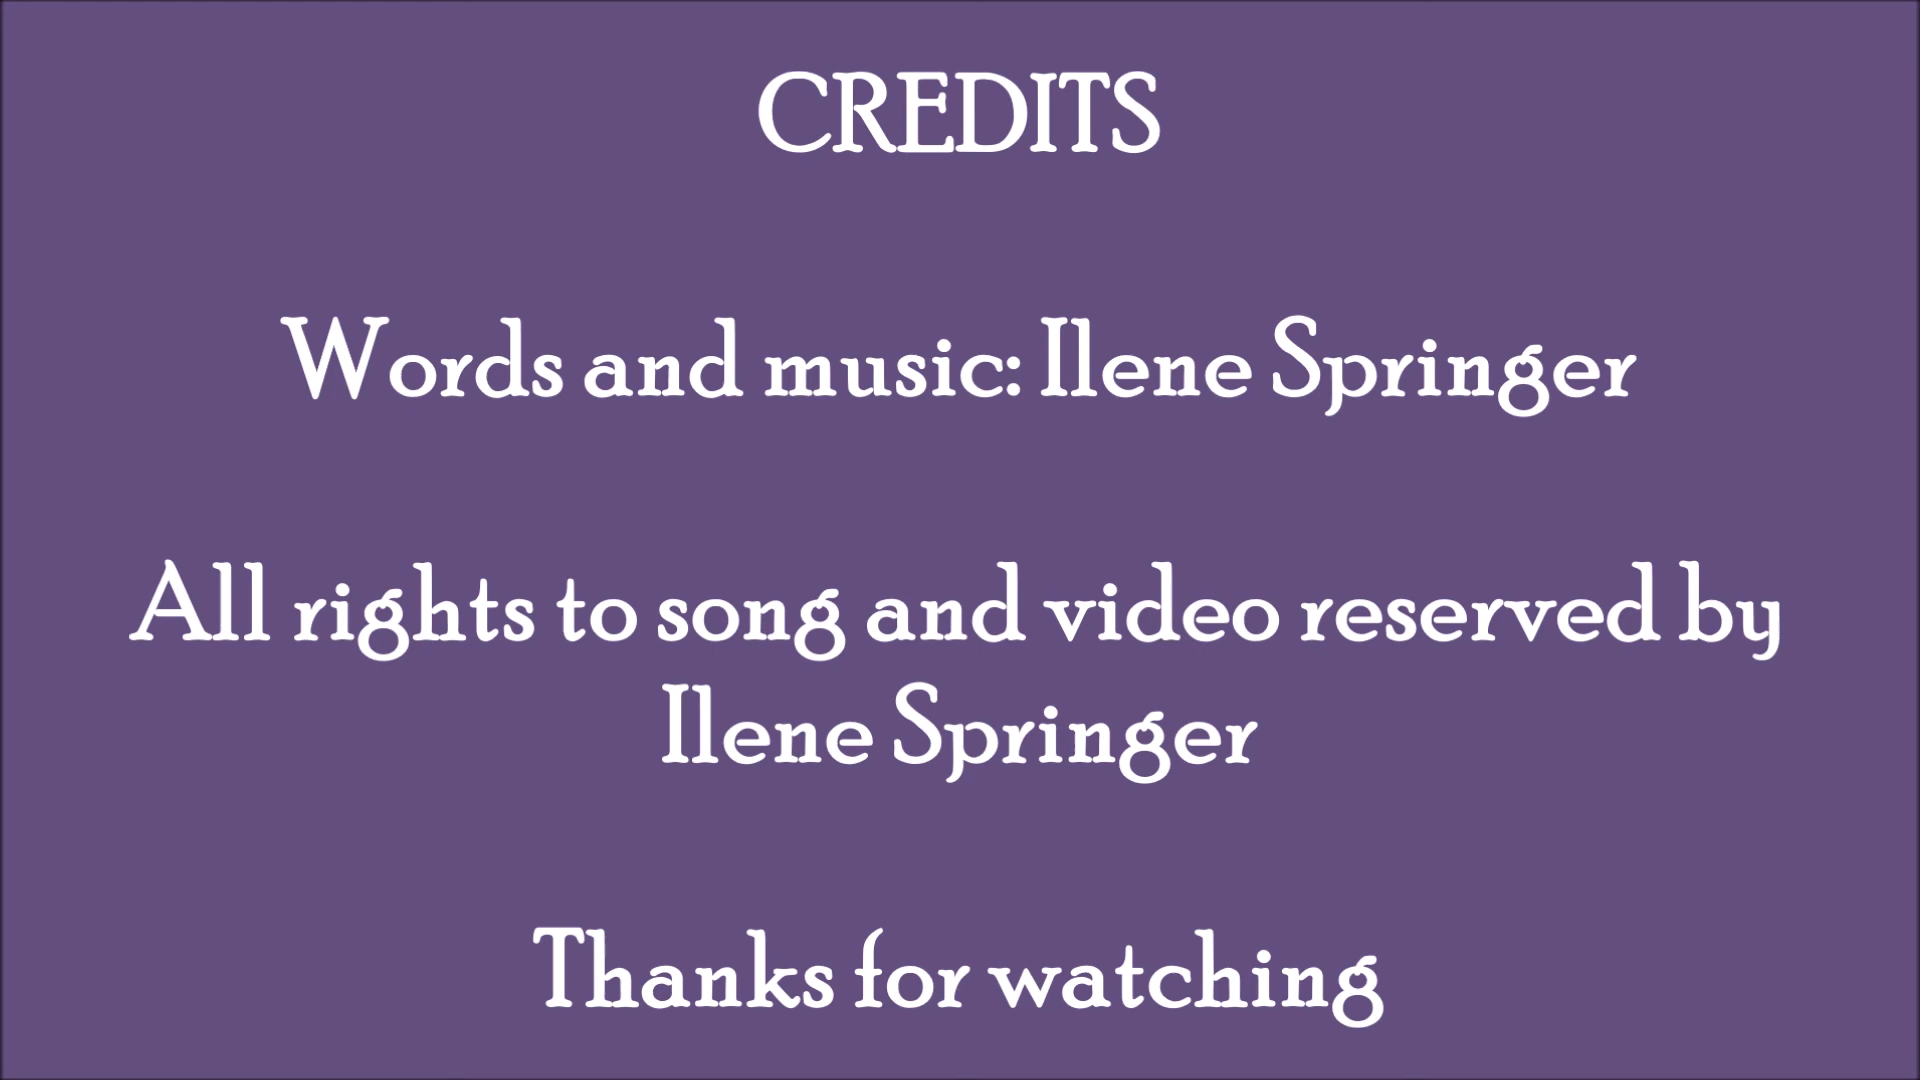 CREDITS
Words and music: Ilene Springer
All rights to song and video reserved by
Ilene Springer
Thanks for watching